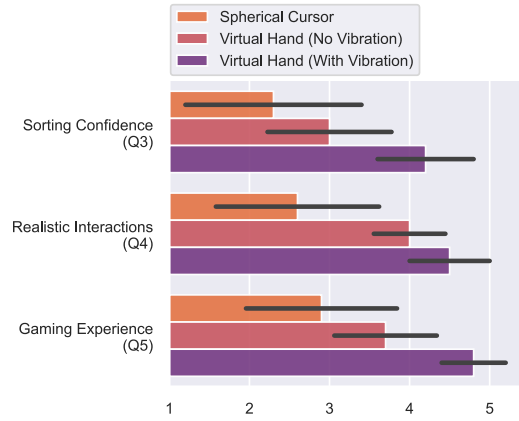 Spherical Cursor
Virtual Hand (No Vibration)
Virtual Hand (With Vibration)
Sorting Confidence
(Q3)
Realistic Interactions
(Q4)
Gaming Experience
(Q5)
1 2 3 4 5